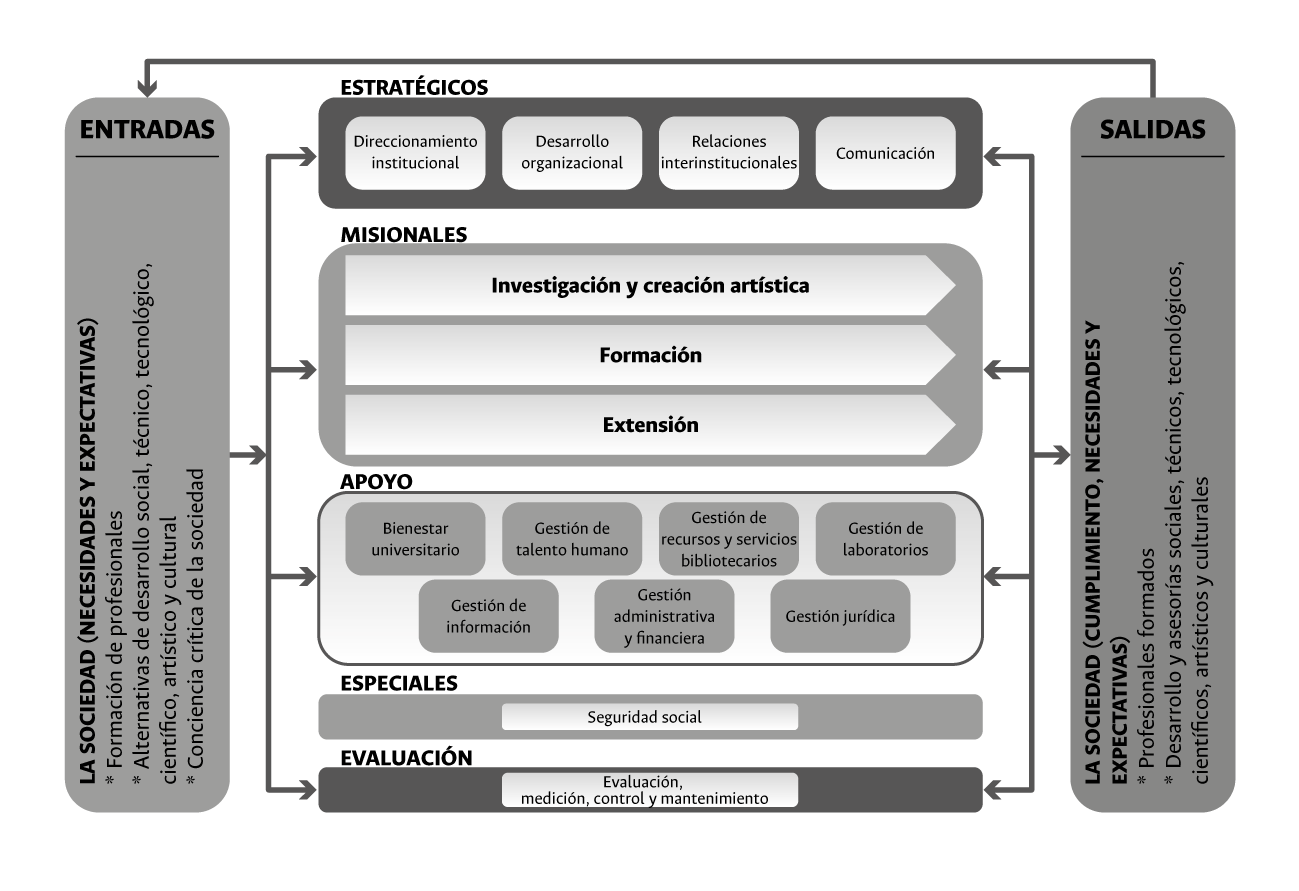 ENTRADAS
LA SOCIEDAD (NECESIDADES Y EXPECTATIVAS)
* Formación de profesionales
* Alternativas de desarrollo social, técnico, tecnológico,
científico, artístico y cultural
* Conciencia crítica de la sociedad
ESTRATÉGICOS
Direccionamiento
institucional
Desarrollo
organizacional
Relaciones
interinstitucionales
Comunicación
MISIONALES
Investigación y creación artística
Formación
Extensión
APOYO
Bienestar
universitario
Gestión de
talento humano
Gestión de
recursos y servicios
bibliotecarios
Gestión de
laboratorios
Gestión de
información
Gestión
administrativa
y financiera
Gestión jurídica
ESPECIALES
Seguridad social
EVALUACIÓN
Evaluación,
medición, control y mantenimiento
SALIDAS
LA SOCIEDAD (CUMPLIMIENTO, NECESIDADES Y
EXPECTATIVAS)
* Profesionales formados
* Desarrollo y asesorías sociales, técnicos, tecnológicos,
científicos, artísticos y culturales